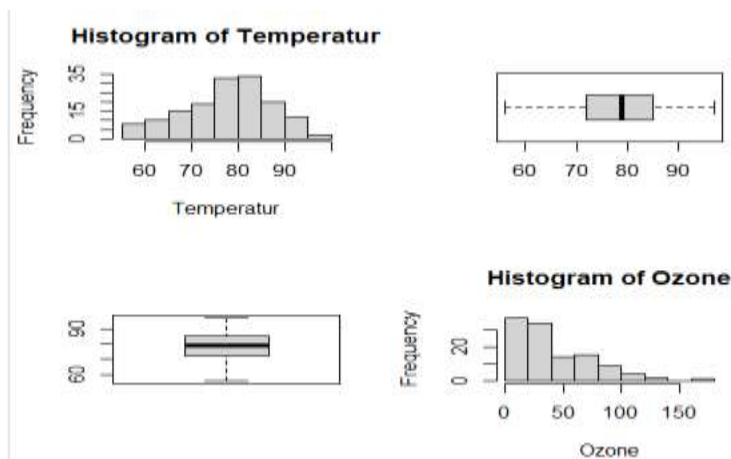 Histogram of Temperatur
Frequency
0 15 35
60 70 80 90
Temperatur
60 70 80 90
60 90
Histogram of Ozone
Frequency
0 20
0 50 100 150
Ozone